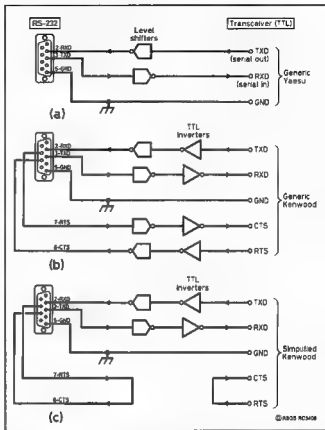 RS-232
Transceiver (TTL)
Level
shifters
2-RXD
3-TXD
5-GND
TXD
(serial out)
RXD
(serial in)
GND
Generic
Yaesu
(a)
TTL
inverters
2-RXD
3-TXD
5-GND
TXD
RXD
GND
7-RTS
CTS
8-CTS
RTS
Generic
Kenwood
(b)
TTL
inverters
2-RXD
3-TXD
5-GND
TXD
RXD
GND
7-RTS
CTS
8-CTS
RTS
Simplified
Kenwood
(c)